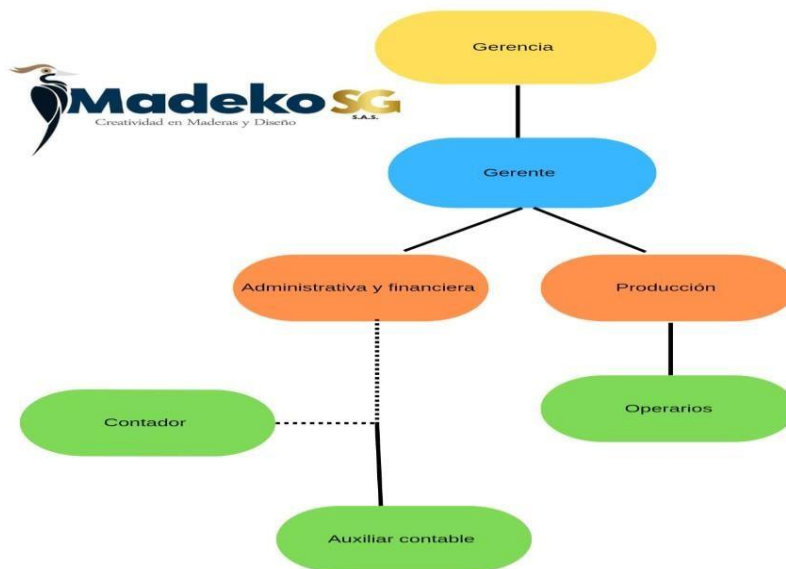 Gerencia
Madeko SG
S.A.S.
Creatividad en Maderas y Diseño
Gerente
Administrativa y financiera
Producción
Contador
Operarios
Auxiliar contable